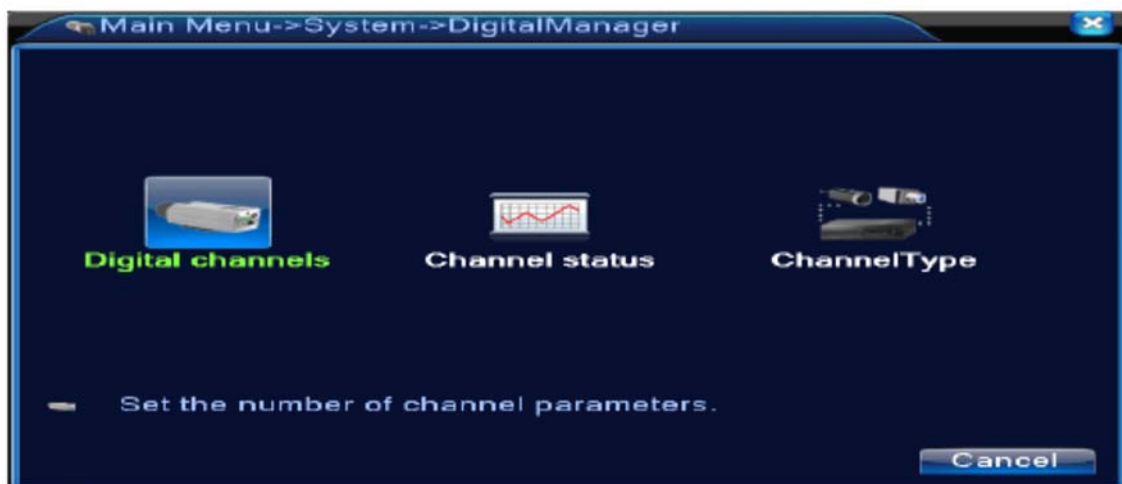 Main Menu->System->DigitalManager
Digital channels
Channel status
ChannelType
Set the number of channel parameters.
Cancel